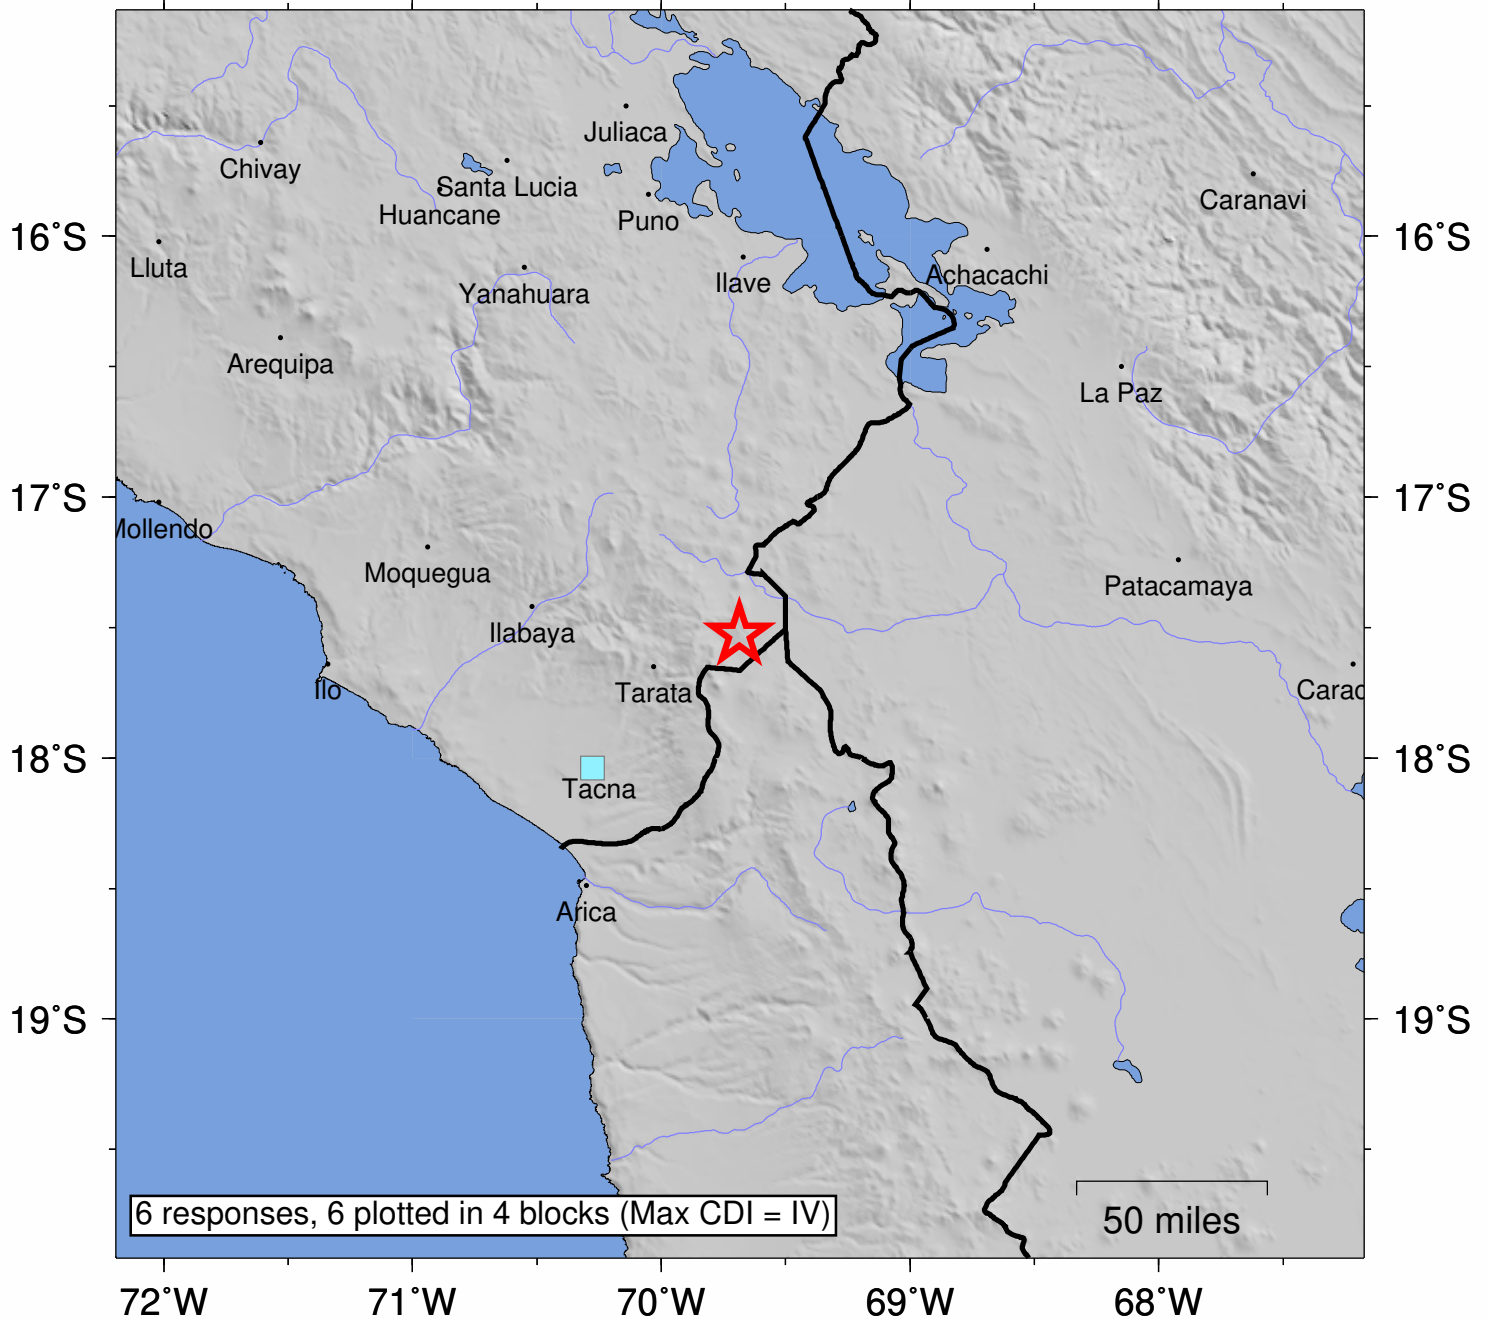 Juliaca
Chivay
Santa Lucia
Huancane
Puno
Caranavi
16°S
16°S
Lluta
Yanahuara
Ilave
Achacachi
Arequipa
La Paz
17°S
17°S
Mollendo
Moquegua
Patacamaya
Ilabaya
Ilo
Tarata
Carac
18°S
18°S
Tacna
Arica
19°S
19°S
6 responses, 6 plotted in 4 blocks (Max CDI = IV)
50 miles
72°W
71°W
70°W
69°W
68°W